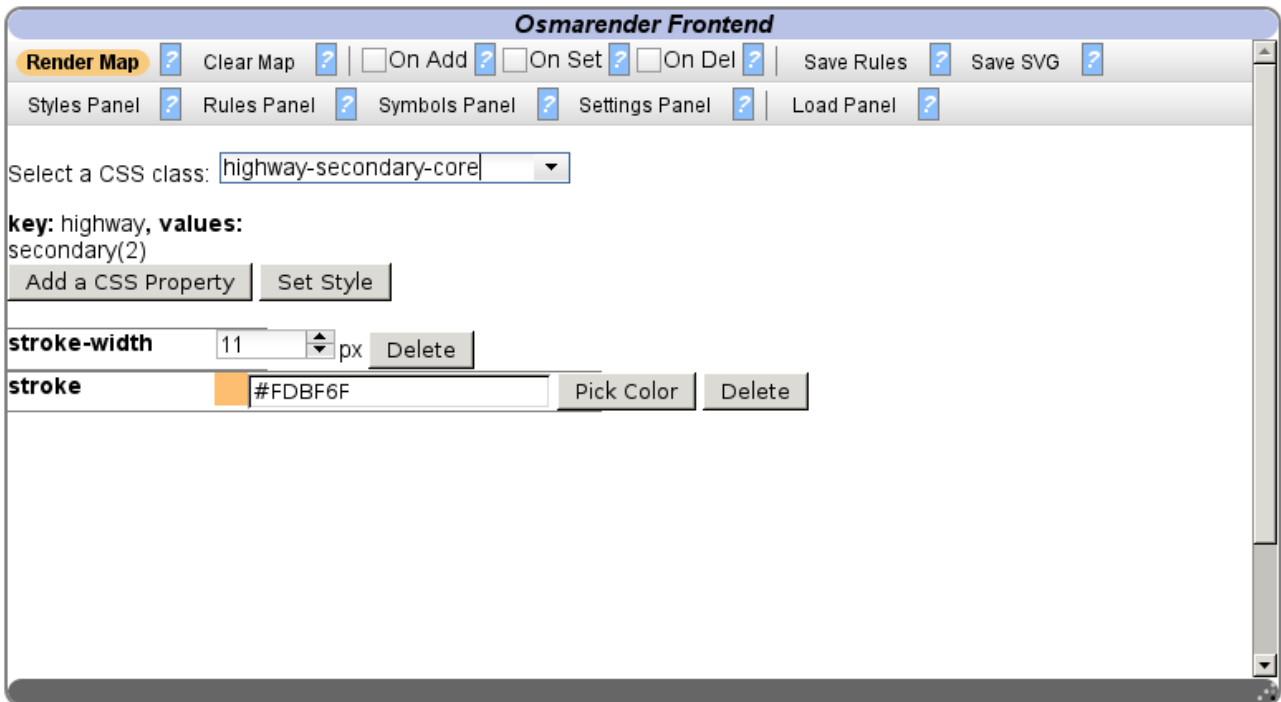 Osmarender Frontend
Render Map ? Clear Map ? On Add ? On Set ? On Del ? Save Rules ? Save SVG ?
Styles Panel ? Rules Panel ? Symbols Panel ? Settings Panel ? Load Panel ?
Select a CSS class: highway-secondary-core
key: highway, values:
secondary(2)
Add a CSS Property Set Style
stroke-width 11 px Delete
stroke #FDBF6F Pick Color Delete